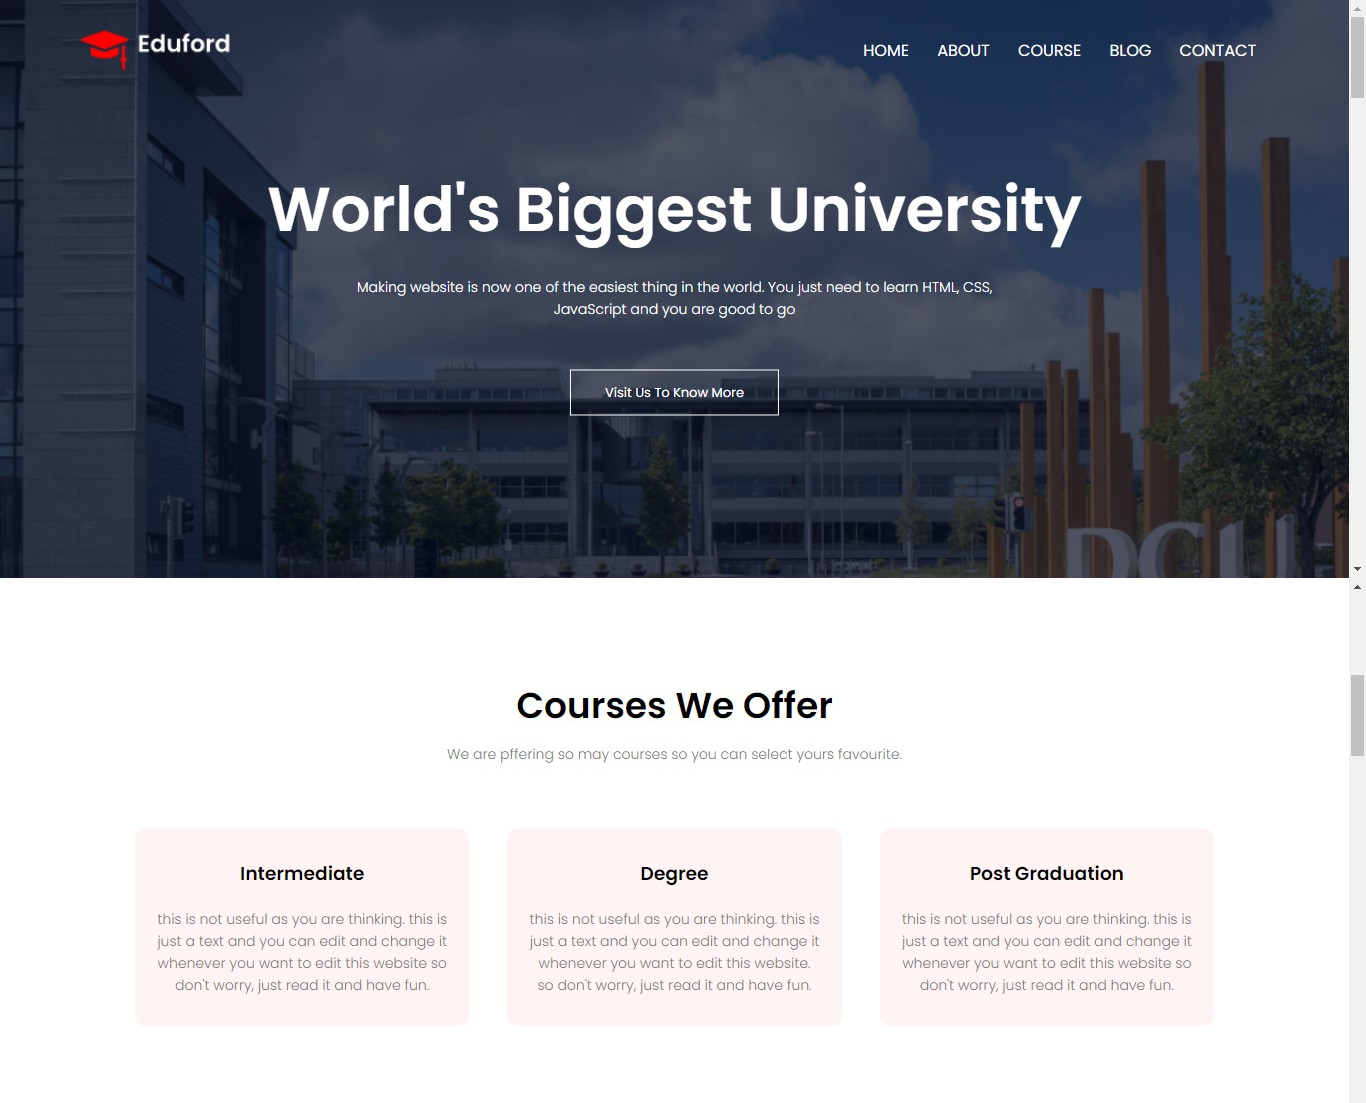 Eduford
HOME ABOUT COURSE BLOG CONTACT
World's Biggest University
Making website is now one of the easiest thing in the world. You just need to learn HTML, CSS,
JavaScript and you are good to go
Visit Us To Know More
DCU
Courses We Offer
We are pffering so may courses so you can select yours favourite.
Intermediate
this is not useful as you are thinking. this is
just a text and you can edit and change it
whenever you want to edit this website so
don't worry, just read it and have fun.
Degree
this is not useful as you are thinking. this is
just a text and you can edit and change it
whenever you want to edit this website.
so don't worry, just read it and have fun.
Post Graduation
this is not useful as you are thinking. this is
just a text and you can edit and change it
whenever you want to edit this website so
don't worry, just read it and have fun.